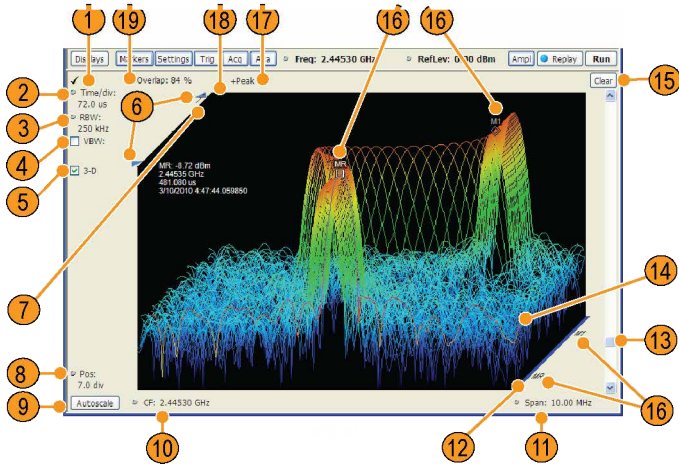 1 19 18 17 16 16
Displays Markers Settings Trig Acq Freq: 2.44530 GHz RefLev: 0.00 dBm Ampl Replay Run
Overlap: 84 % +Peak Clear 15
2 Time/div:
72.0 us
6
3 RBW:
250 kHz
4 VBW:
5 3-D
M1
MR
MR: -8.72 dBm
2.44535 GHz
481.080 us
3/10/2010 4:47:44.059850
7
14
13
M1
MR
8 Pos:
7.0 div
9 Autoscale CF: 2.44530 GHz Span: 10.00 MHz
10 11 12 16